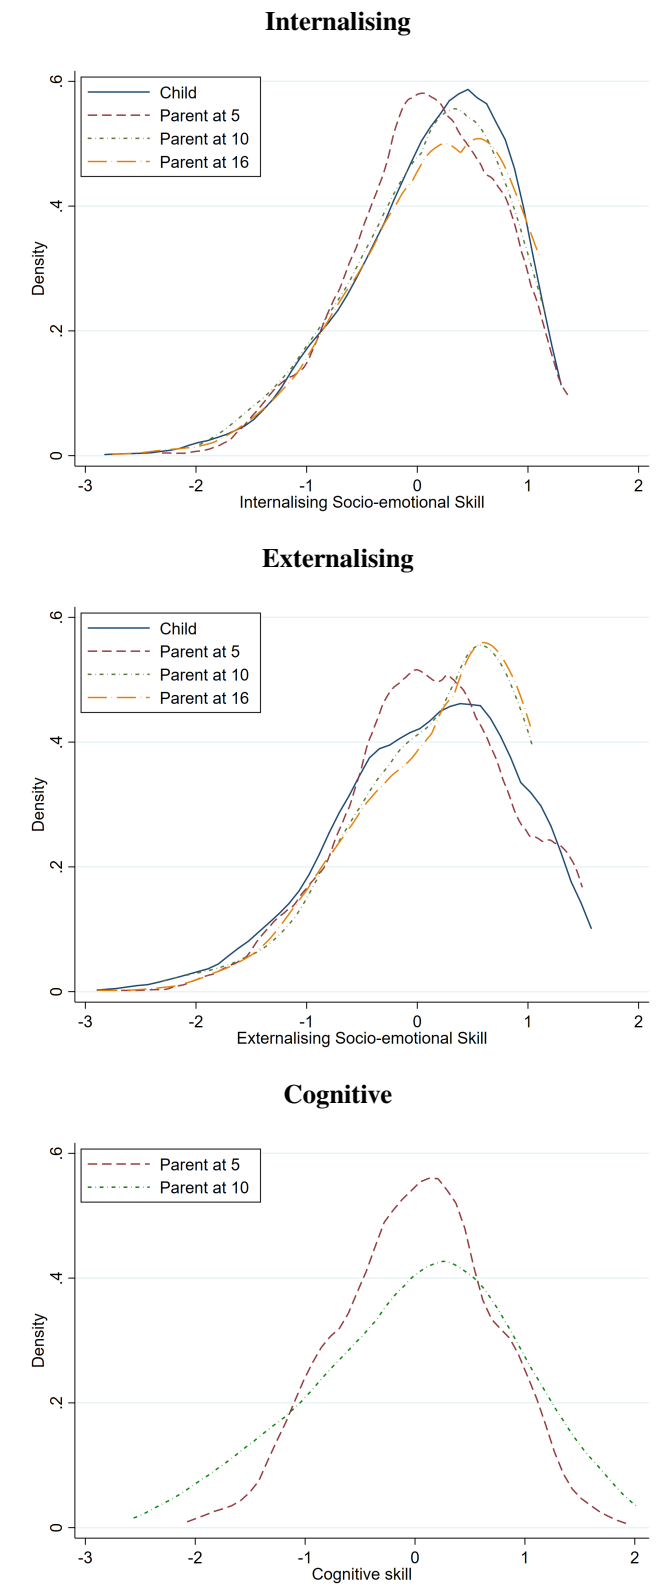 Internalising
.6
.4
.2
0
Density
Child
Parent at 5
Parent at 10
Parent at 16
-3 -2 -1 0 1 2
Internalising Socio-emotional Skill
Externalising
.6
.4
.2
0
Density
Child
Parent at 5
Parent at 10
Parent at 16
-3 -2 -1 0 1 2
Externalising Socio-emotional Skill
Cognitive
.6
.4
.2
0
Density
Parent at 5
Parent at 10
-3 -2 -1 0 1 2
Cognitive skill